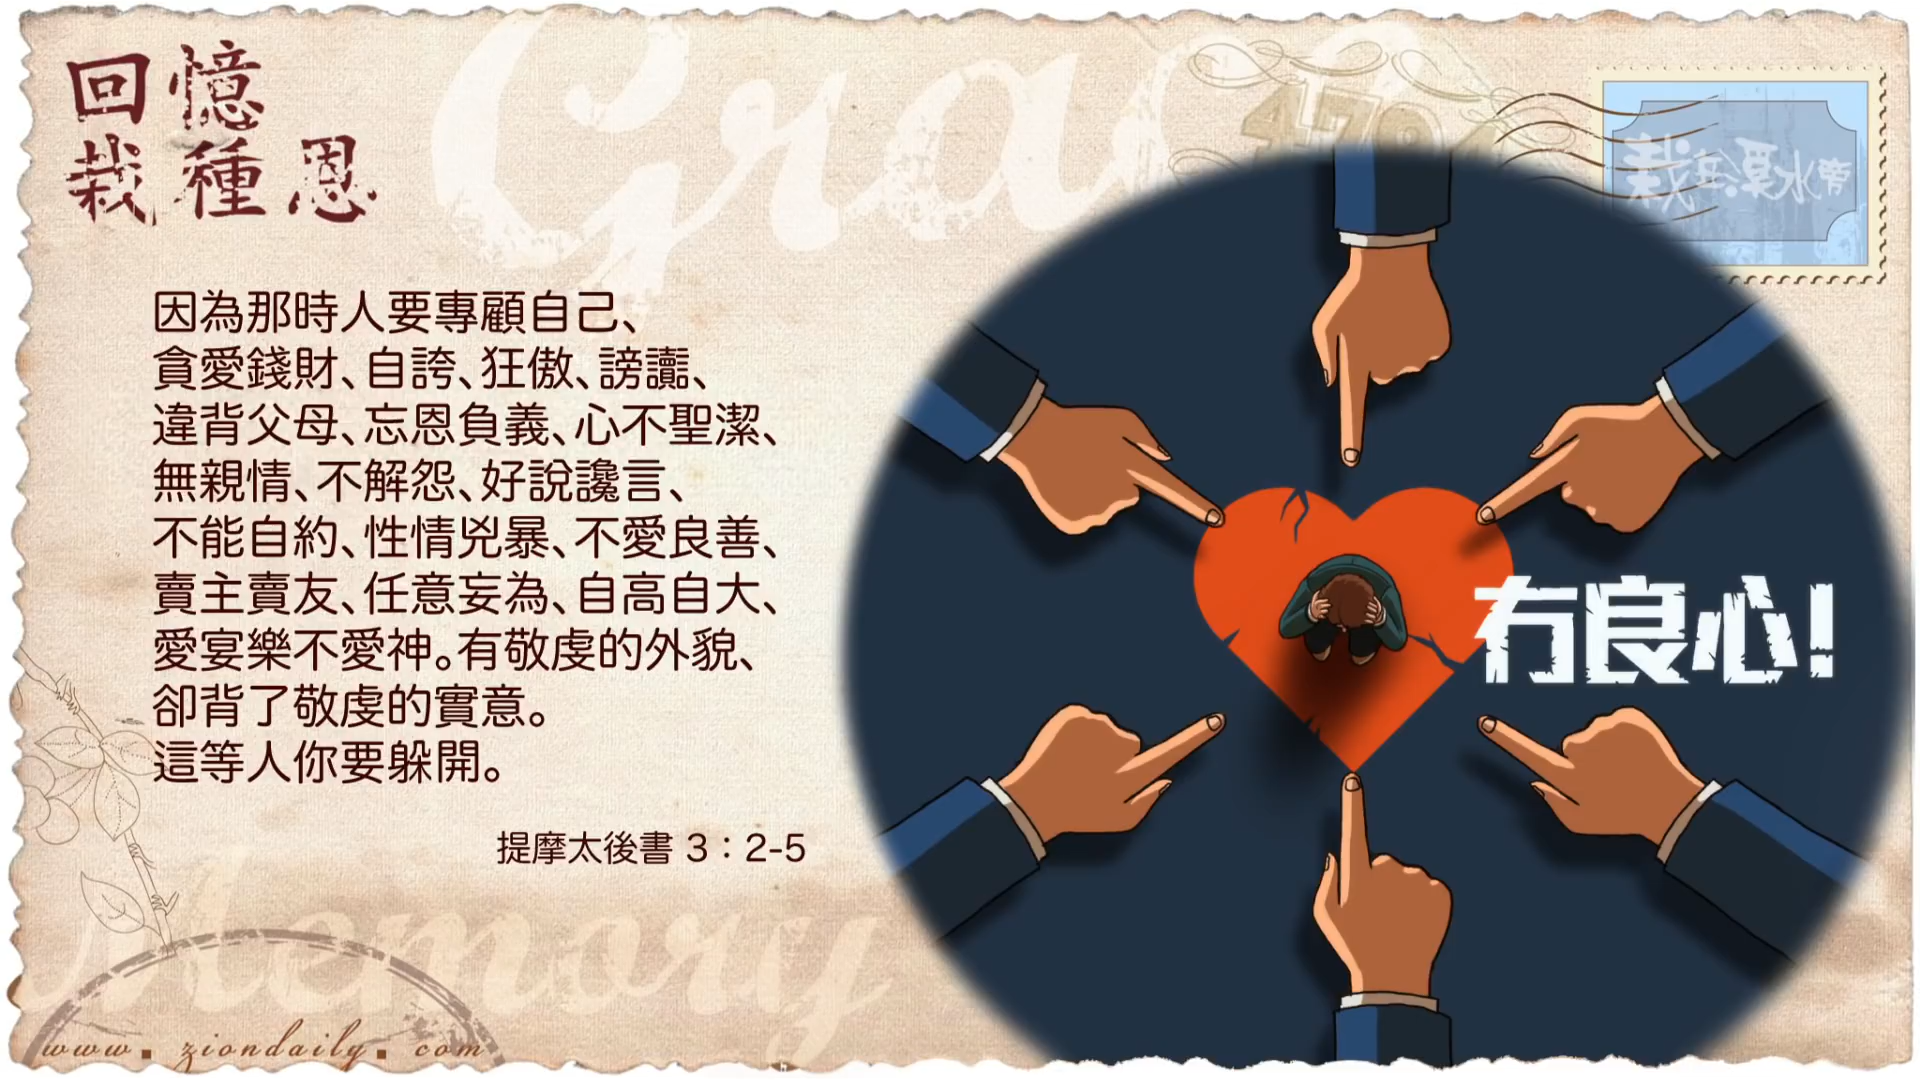 回憶
栽種恩
因為那時人要專顧自己、
貪愛錢財、自誇、狂傲、謗讟、
違背父母、忘恩負義、心不聖潔、
無親情、不解怨、好說讒言、
不能自約、性情兇暴、不愛良善、
賣主賣友、任意妄為、自高自大、
愛宴樂不愛神。有敬虔的外貌、
卻背了敬虔的實意。
這等人你要躲開。
提摩太後書 3：2-5
冇良心!
Memory
www.ziondaily.com